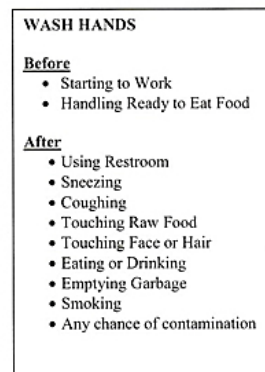 WASH HANDS
Before
• Starting to Work
• Handling Ready to Eat Food
After
• Using Restroom
• Sneezing
• Coughing
• Touching Raw Food
• Touching Face or Hair
• Eating or Drinking
• Emptying Garbage
• Smoking
• Any chance of contamination